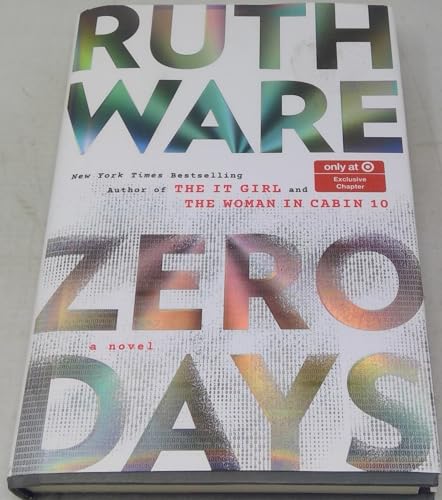 RUTH
WARE
New York Times Bestselling
Author of THE IT GIRL and
THE WOMAN IN CABIN 10
only at
Exclusive
Chapter
ZERO
a novel
DAYS